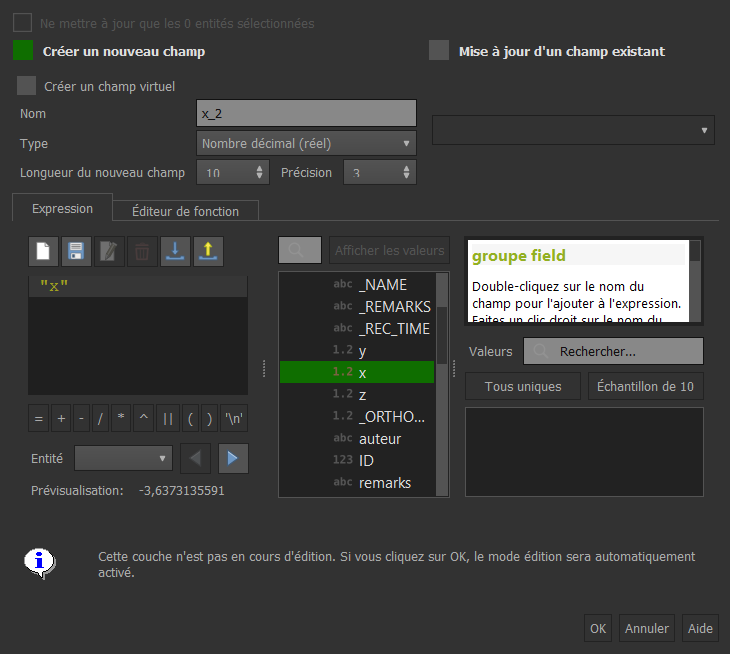 Ne mettre à jour que les 0 entités sélectionnées
Créer un nouveau champ
Mise à jour d'un champ existant
Créer un champ virtuel
Nom
x_2
Type
Nombre décimal (réel)
Longueur du nouveau champ
10
Précision
3
Expression
Éditeur de fonction
Afficher les valeurs
"x"
abc _NAME
abc _REMARKS
abc _REC_TIME
1.2 y
1.2 x
1.2 z
1.2 _ORTHO...
abc auteur
123 ID
abc remarks
groupe field
Double-cliquez sur le nom du
champ pour l'ajouter à l'expression.
Faites un clic droit sur le nom du
Valeurs
Rechercher...
Tous uniques
Échantillon de 10
= + - / * ^ || ( ) '\n'
Entité
Prévisualisation: -3,6373135591
Cette couche n'est pas en cours d'édition. Si vous cliquez sur OK, le mode édition sera automatiquement
activé.
OK
Annuler
Aide